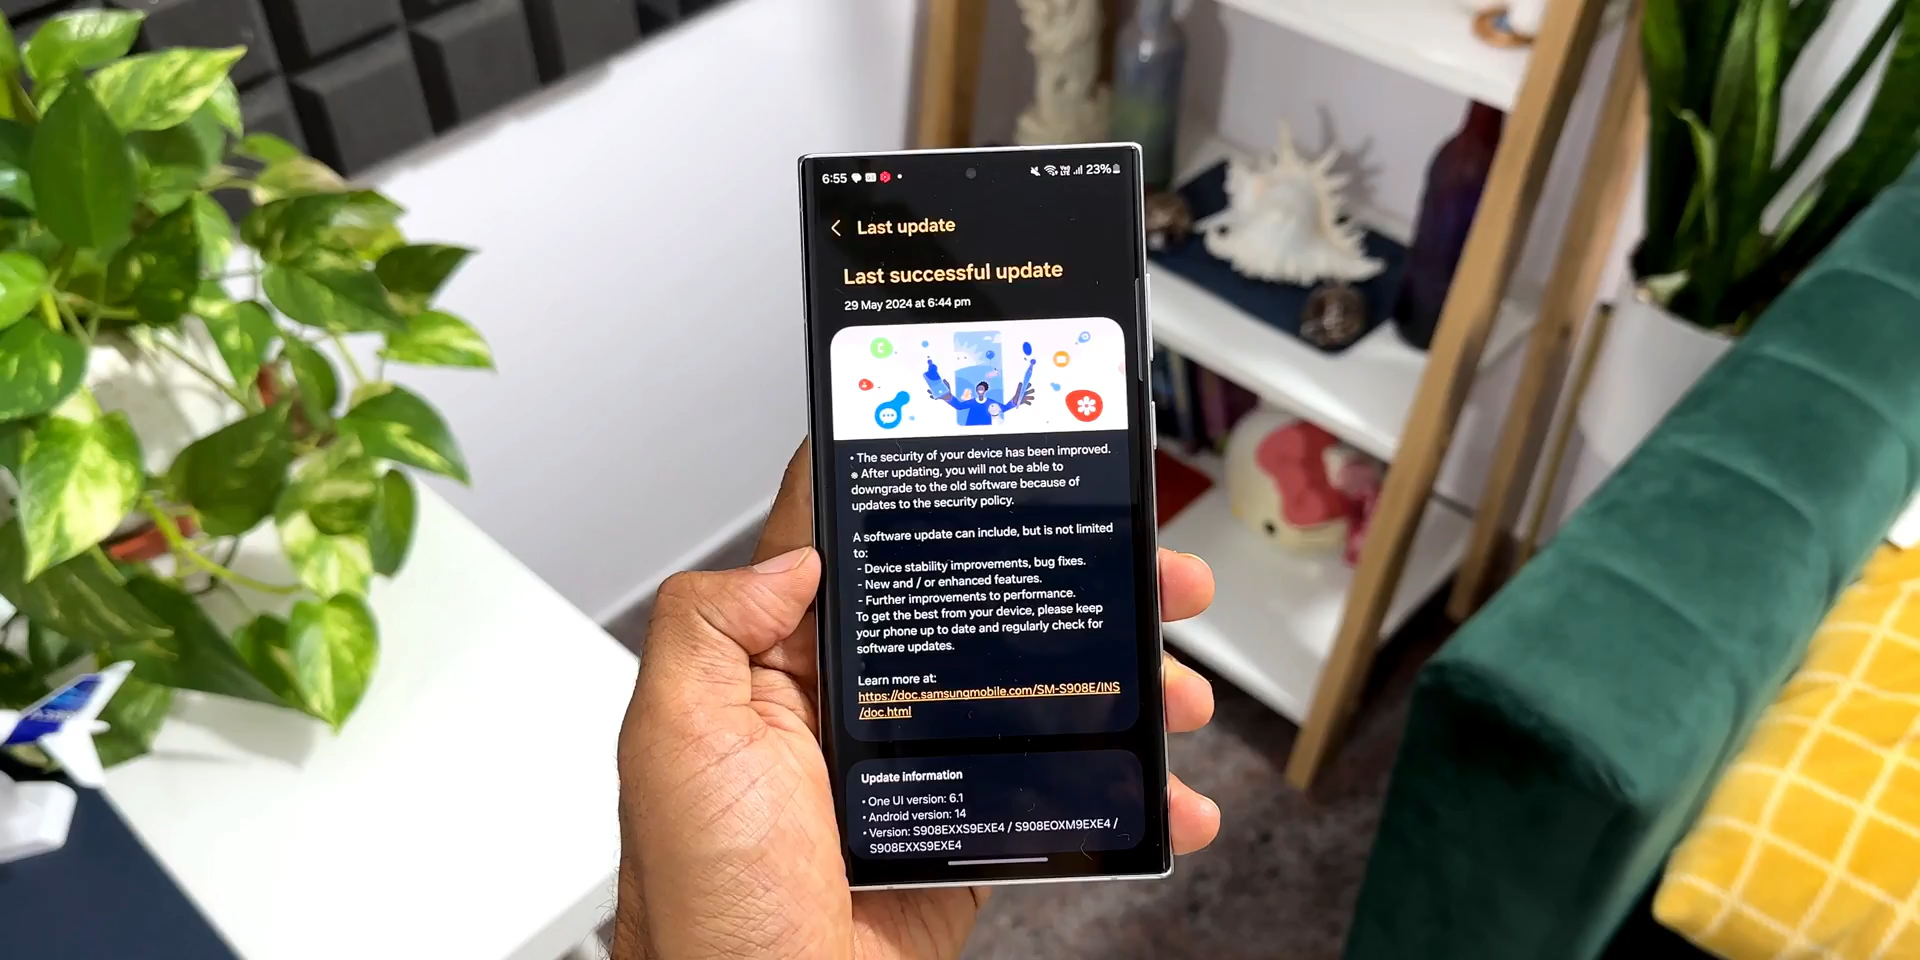 6:55
23%
Last update
Last successful update
29 May 2024 at 6:44 pm
• The security of your device has been improved.
※ After updating, you will not be able to
downgrade to the old software because of
updates to the security policy.
A software update can include, but is not limited
to:
- Device stability improvements, bug fixes.
- New and / or enhanced features.
- Further improvements to performance.
To get the best from your device, please keep
your phone up to date and regularly check for
software updates.
Learn more at:
https://doc.samsungmobile.com/SM-S908E/INS
/doc.html
Update information
• One UI version: 6.1
• Android version: 14
• Version: S908EXXS9EXE4 / S908EOXM9EXE4 /
S908EXXS9EXE4